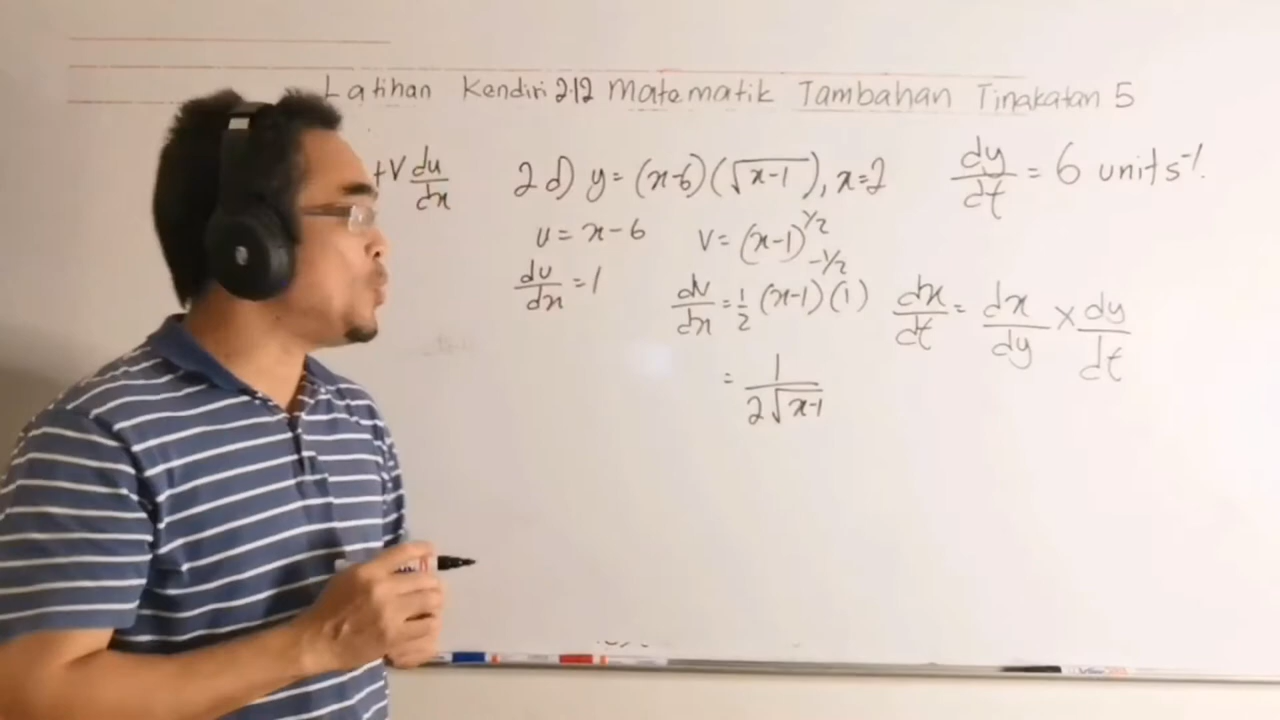 Latihan Kendiri 2.12 Matematik Tambahan Tingkatan 5
+V du/dx
2 d) y = (x-6)(√(x-1)), x=2
dy/dt = 6 units⁻¹.
u = x-6
V = (x-1)^1/2
du/dx = 1
dv/dx = 1/2 (x-1)^-1/2 (1)
dx/dt = dx/dy × dy/dt
= 1/(2√(x-1))